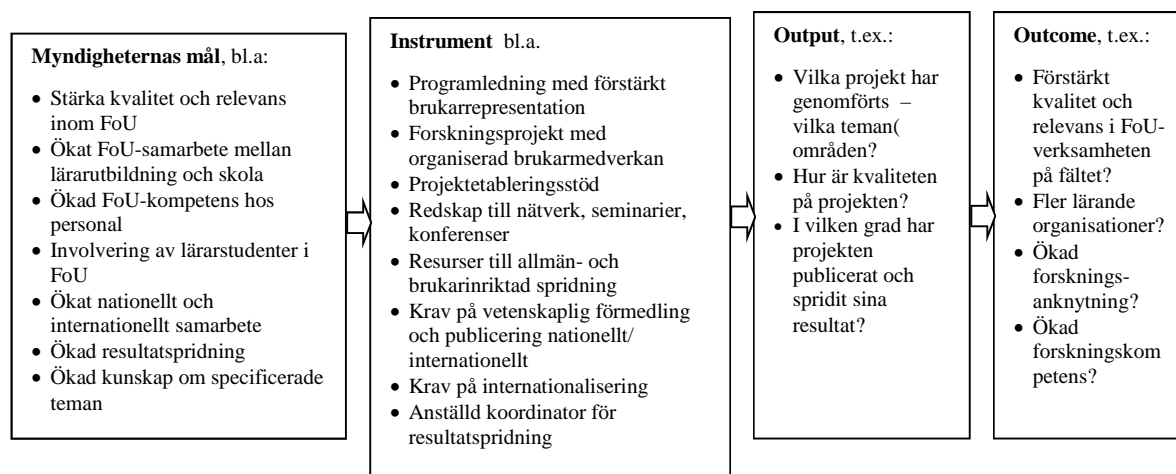 Myndigheternas mål, bl.a:
• Stärka kvalitet och relevans
inom FoU
• Ökat FoU-samarbete mellan
lärarutbildning och skola
• Ökad FoU-kompetens hos
personal
• Involvering av lärarstudenter i
FoU
• Ökat nationellt och
internationellt samarbete
• Ökad resultatspridning
• Ökad kunskap om specificerade
teman
Instrument bl.a.
• Programledning med förstärkt
brukarrepresentation
• Forskningsprojekt med
organiserad brukarmedverkan
• Projektetableringsstöd
• Redskap till nätverk, seminarier,
konferenser
• Resurser till allmän- och
brukarinriktad spridning
• Krav på vetenskaplig förmedling
och publicering nationellt/
internationellt
• Krav på internationalisering
• Anställd koordinator för
resultatspridning
Output, t.ex.:
• Vilka projekt har
genomförts –
vilka teman(
områden?
• Hur är kvaliteten
på projekten?
• I vilken grad har
projekten
publicerat och
spridit sina
resultat?
Outcome, t.ex.:
• Förstärkt
kvalitet och
relevans i FoU-
verksamheten
på fältet?
• Fler lärande
organisationer?
• Ökad
forsknings-
anknytning?
• Ökad
forskningskom
petens?